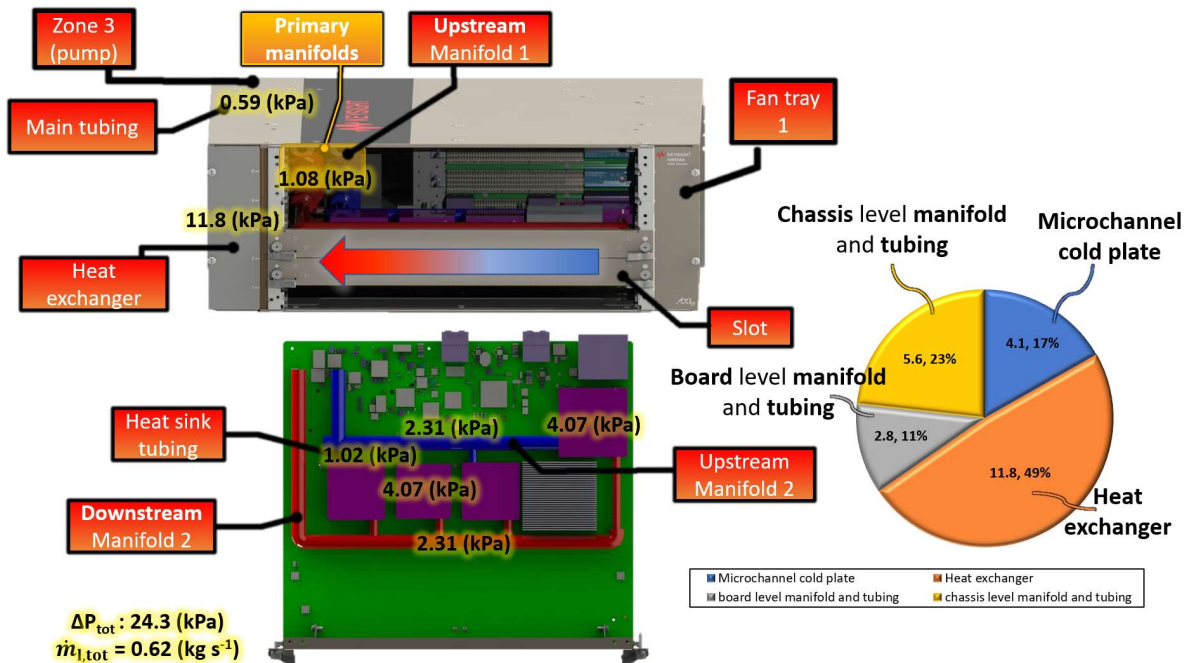 Zone 3
(pump)
Primary
manifolds
Upstream
Manifold 1
Main tubing
0.59 (kPa)
KEYSIGHT
Fan tray
1
KEYSIGHT
1.08 (kPa)
11.8 (kPa)
Heat
exchanger
AXIe
Slot
Chassis level manifold
and tubing
Microchannel
cold plate
5.6, 23%
4.1, 17%
Board level manifold
and tubing
2.8, 11%
11.8, 49%
Heat
exchanger
Heat sink
tubing
2.31 (kPa)
4.07 (kPa)
1.02 (kPa)
4.07 (kPa)
Upstream
Manifold 2
Downstream
Manifold 2
2.31 (kPa)
Microchannel cold plate
Heat exchanger
board level manifold and tubing
chassis level manifold and tubing
ΔPtot : 24.3 (kPa)
ṁl,tot = 0.62 (kg s⁻¹)